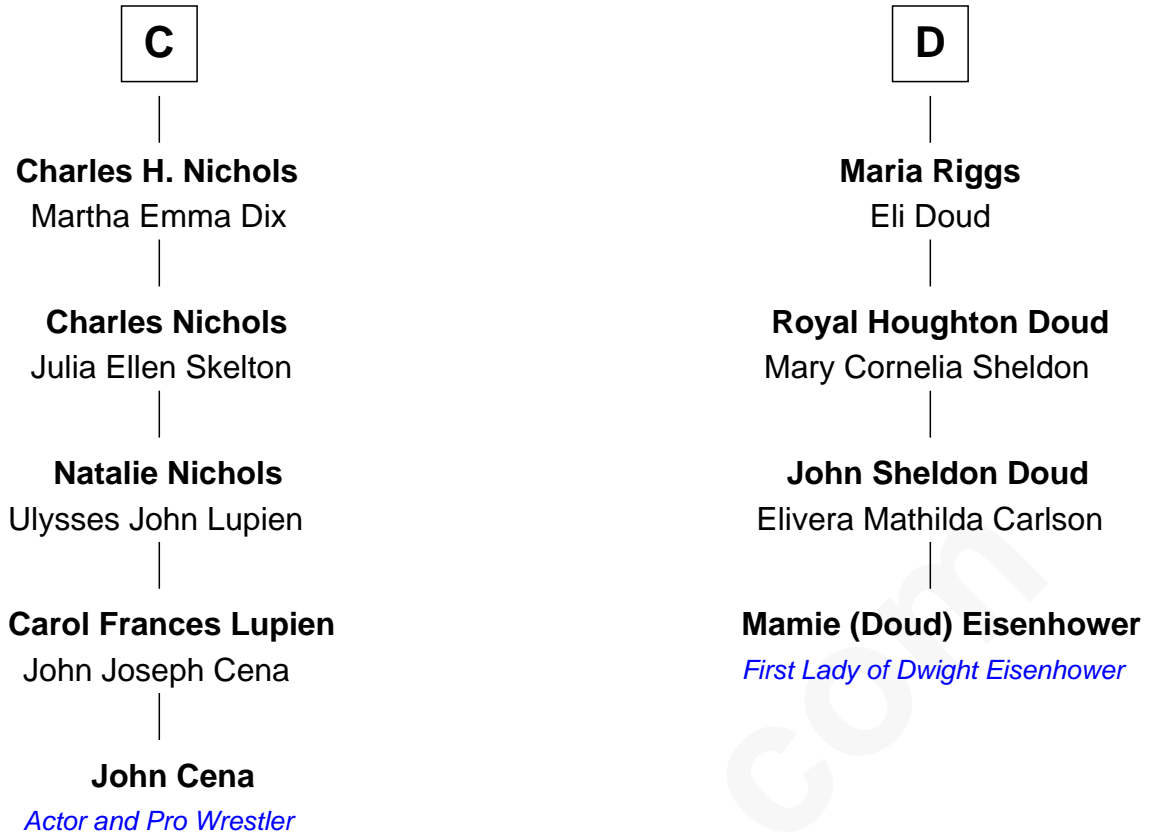 C
Charles H. Nichols
Martha Emma Dix
Charles Nichols
Julia Ellen Skelton
Natalie Nichols
Ulysses John Lupien
Carol Frances Lupien
John Joseph Cena
John Cena
Actor and Pro Wrestler
D
Maria Riggs
Eli Doud
Royal Houghton Doud
Mary Cornelia Sheldon
John Sheldon Doud
Elivera Mathilda Carlson
Mamie (Doud) Eisenhower
First Lady of Dwight Eisenhower
com